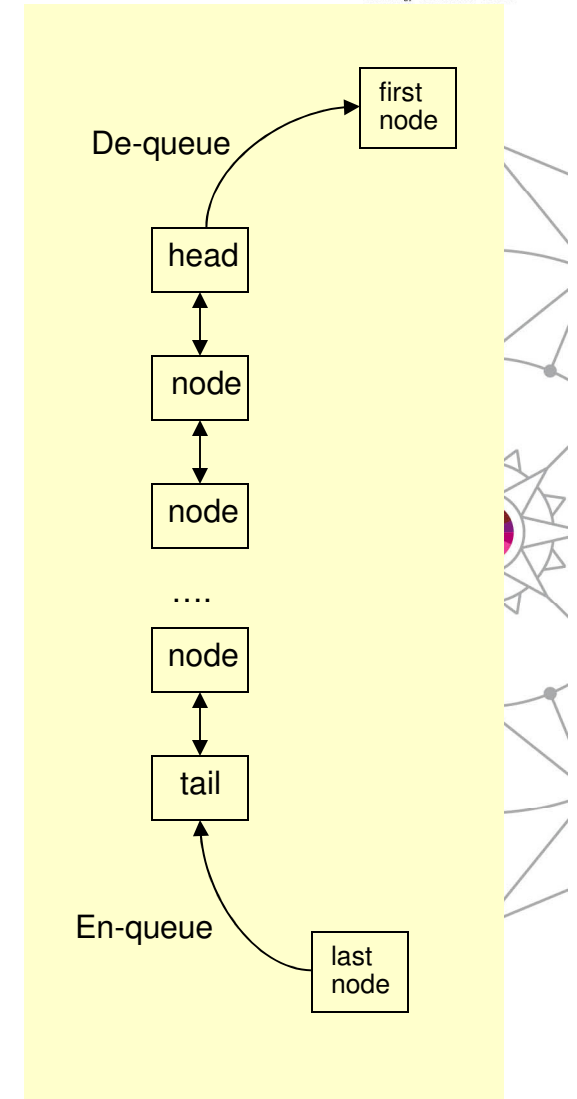 first
node
De-queue
head
node
node
....
node
tail
En-queue
last
node